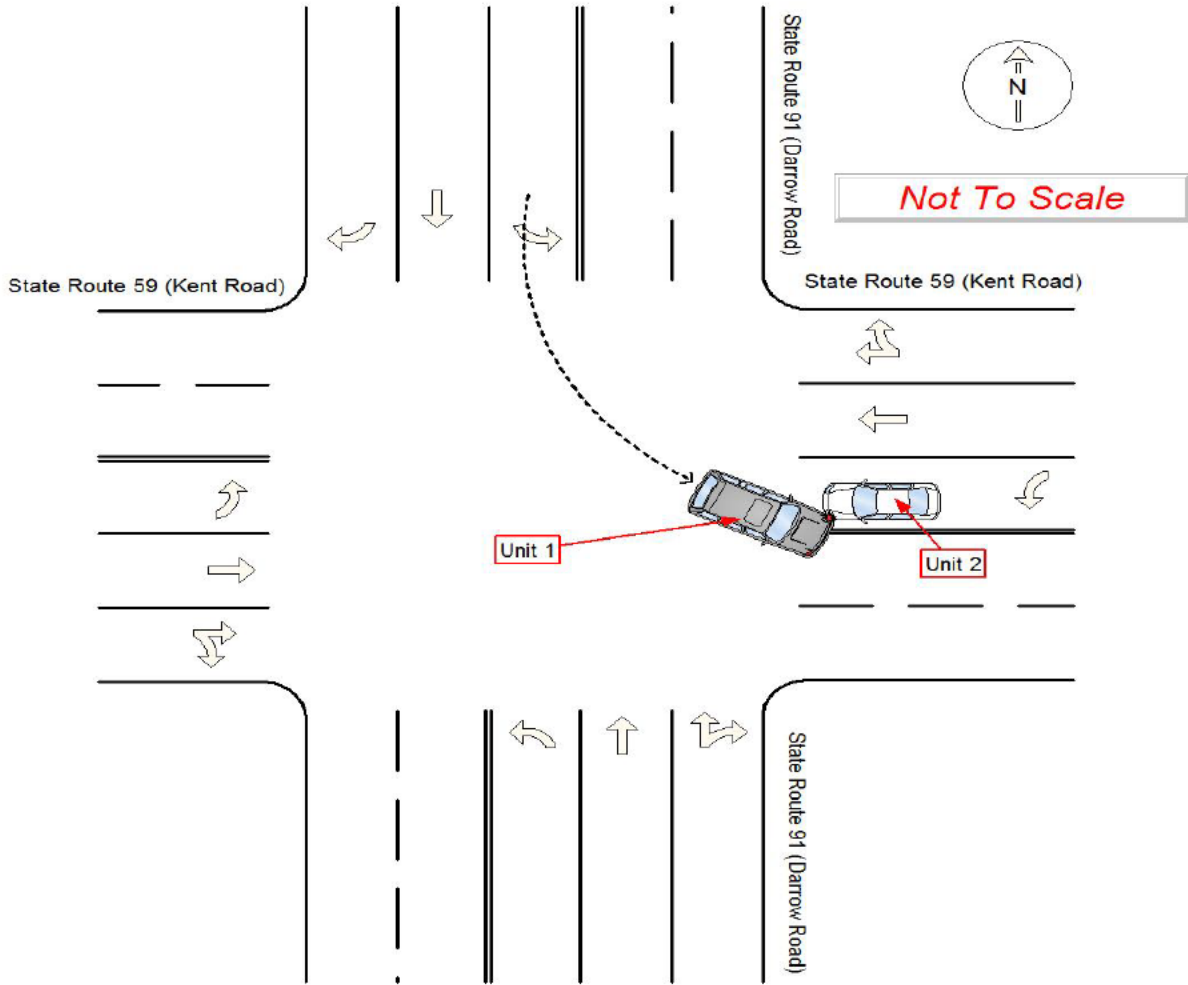 State Route 91 (Darrow Road)
N
Not To Scale
State Route 59 (Kent Road)
State Route 59 (Kent Road)
Unit 1
Unit 2
State Route 91 (Darrow Road)